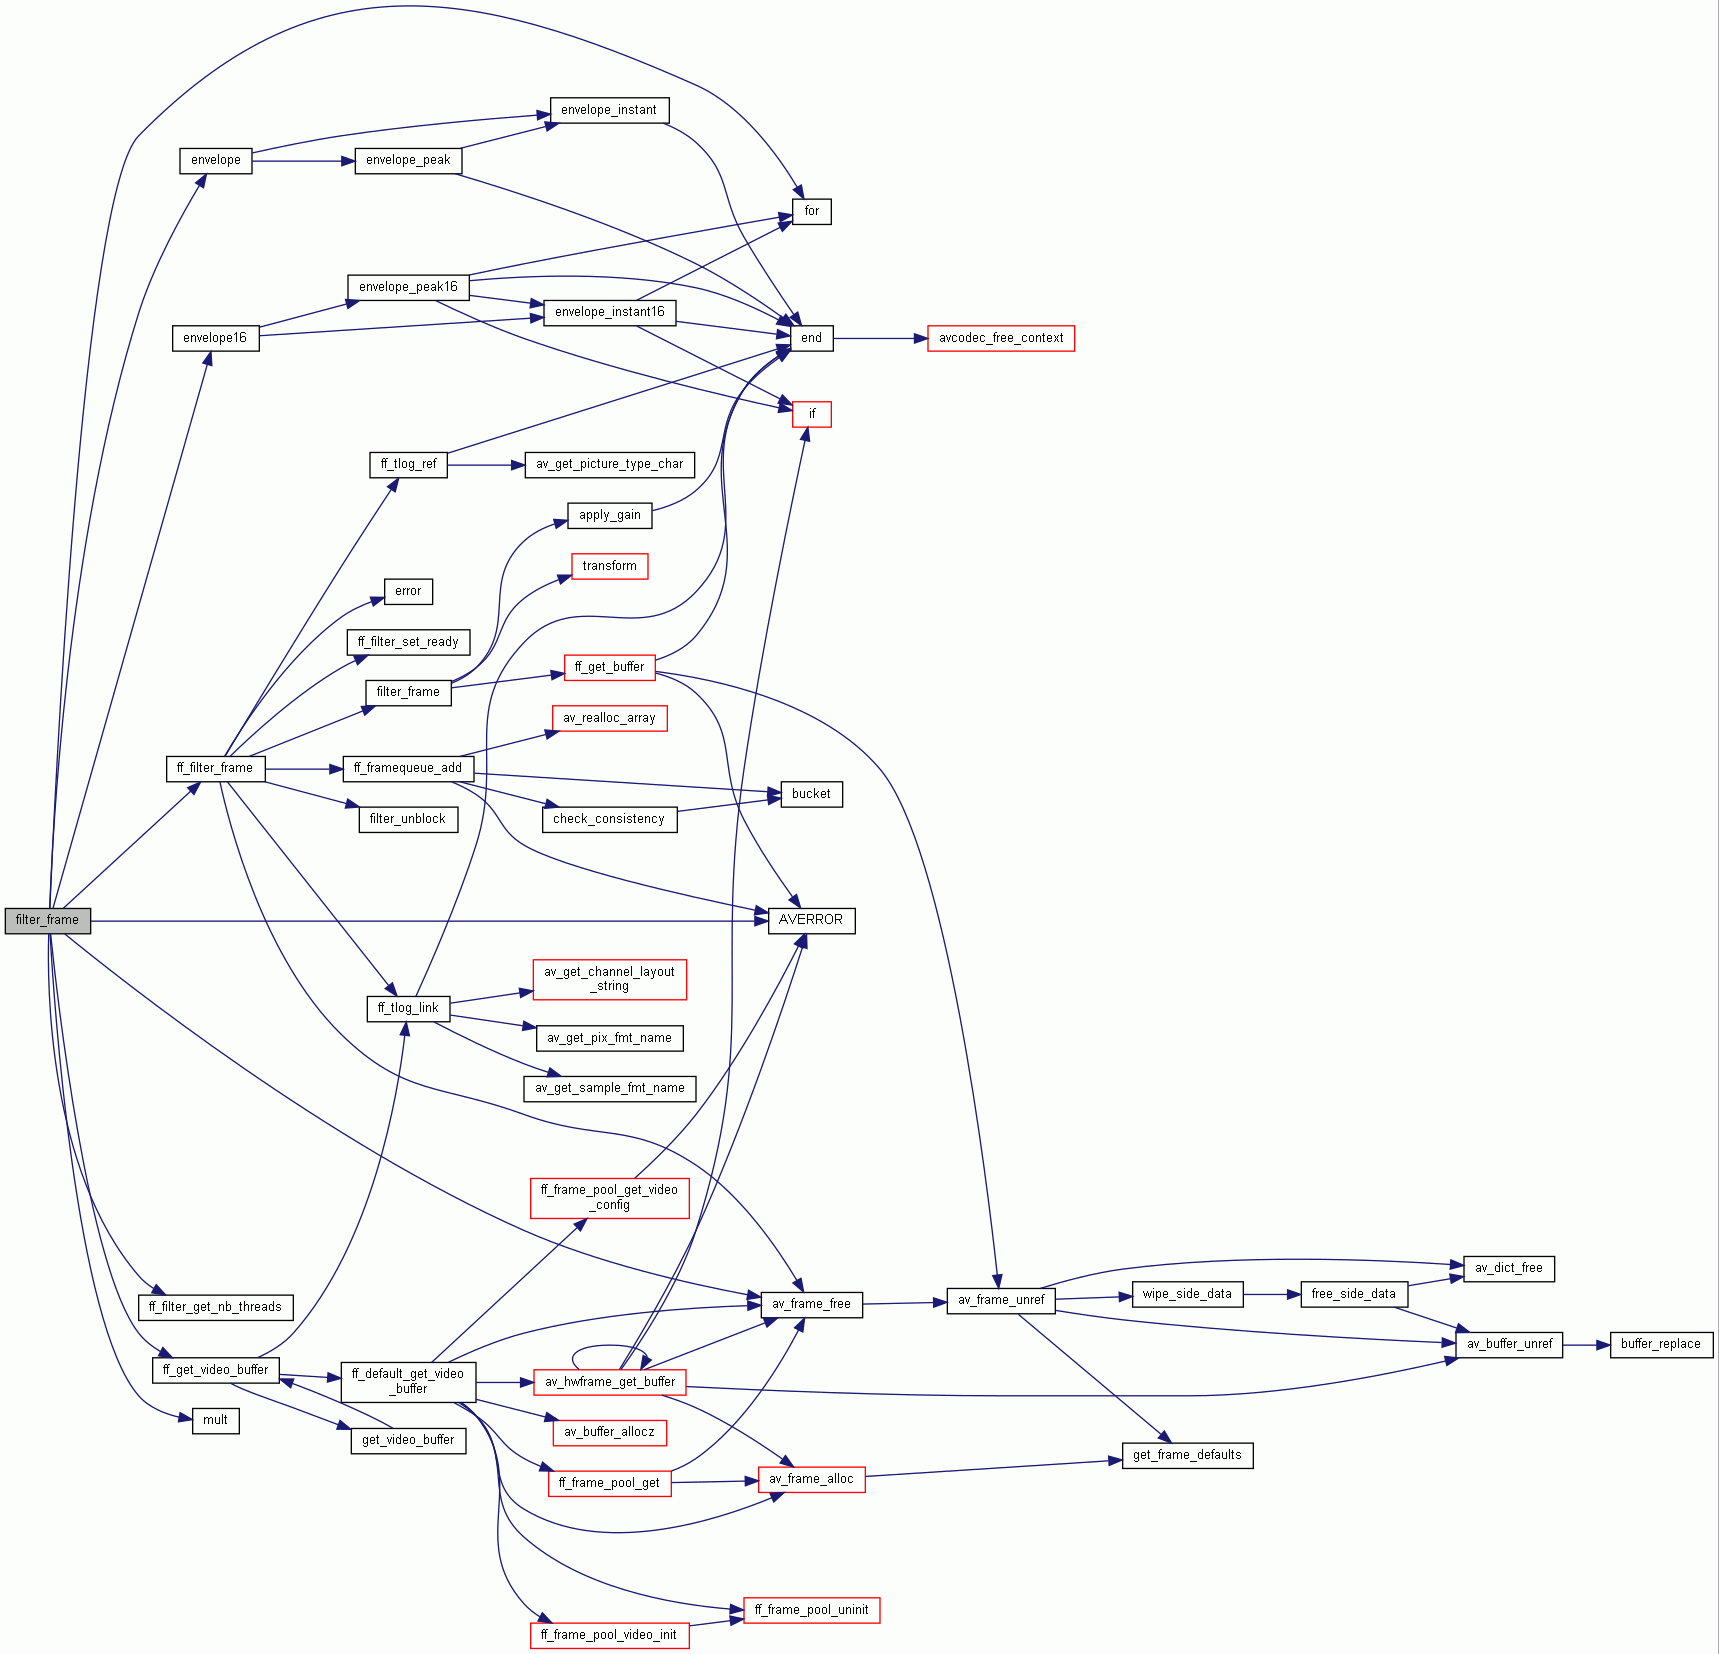 envelope_instant
envelope
envelope_peak
for
envelope_peak16
envelope_instant16
envelope16
end
avcodec_free_context
if
ff_tlog_ref
av_get_picture_type_char
apply_gain
transform
error
ff_filter_set_ready
ff_get_buffer
filter_frame
av_realloc_array
ff_filter_frame
ff_framequeue_add
bucket
filter_unblock
check_consistency
filter_frame
AVERROR
av_get_channel_layout
_string
ff_tlog_link
av_get_pix_fmt_name
av_get_sample_fmt_name
ff_frame_pool_get_video
_config
av_dict_free
wipe_side_data
free_side_data
av_frame_unref
ff_filter_get_nb_threads
av_frame_free
av_buffer_unref
buffer_replace
ff_get_video_buffer
ff_default_get_video
_buffer
av_hwframe_get_buffer
mult
get_video_buffer
av_buffer_allocz
get_frame_defaults
ff_frame_pool_get
av_frame_alloc
ff_frame_pool_uninit
ff_frame_pool_video_init